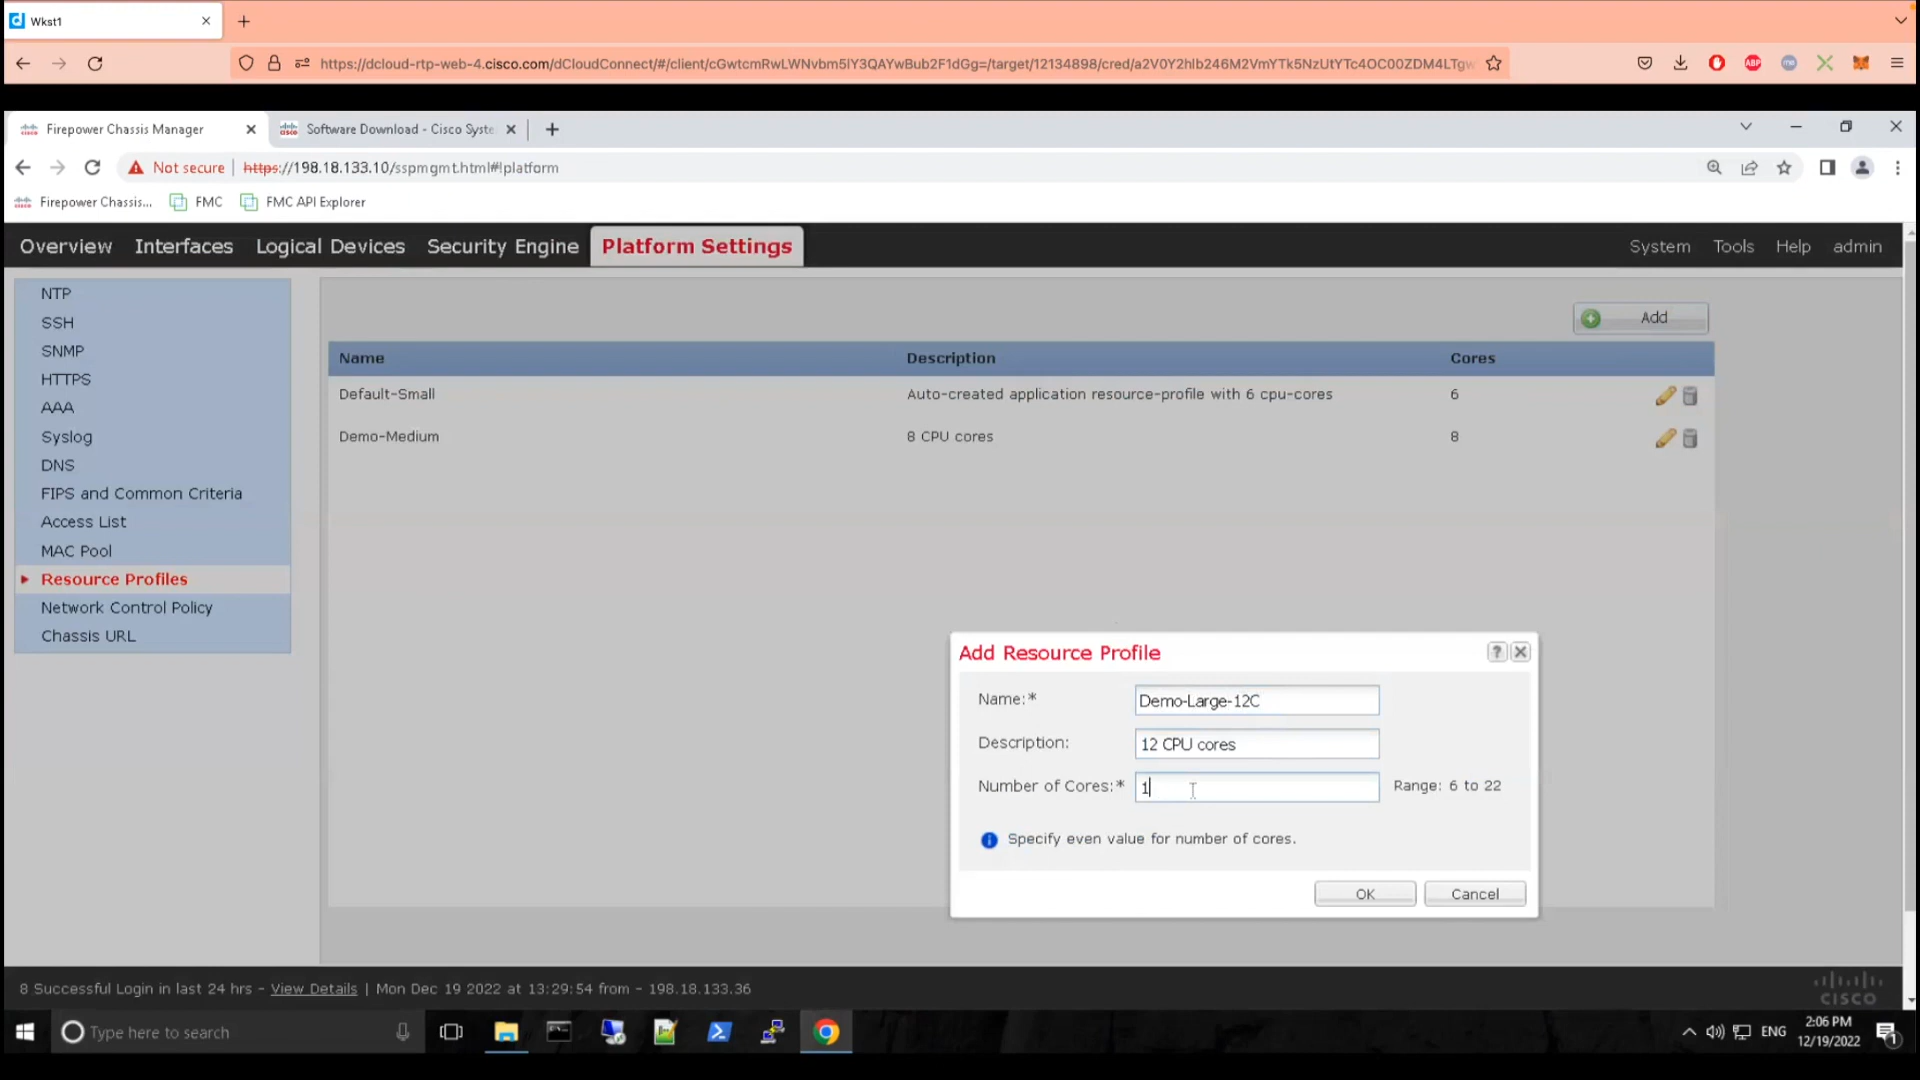 Wkst1
https://dcloud-rtp-web-4.cisco.com/dCloudConnect/#/client/cGwtcmRwLWNvbm5lY3QAYwBub2F1dGg=/target/12134898/cred/a2V0Y2hlb246M2VmYTk5NzUtYTc4OC00ZDM4LTgw
Firepower Chassis Manager
Software Download - Cisco Syste
Not secure https://198.18.133.10/sspmgmt.html#!platform
Firepower Chassis... FMC FMC API Explorer
Overview Interfaces Logical Devices Security Engine Platform Settings System Tools Help admin
NTP
SSH
SNMP
HTTPS
AAA
Syslog
DNS
FIPS and Common Criteria
Access List
MAC Pool
Resource Profiles
Network Control Policy
Chassis URL
Add
Name Description Cores
Default-Small Auto-created application resource-profile with 6 cpu-cores 6
Demo-Medium 8 CPU cores 8
Add Resource Profile
?
Name:* Demo-Large-12C
Description: 12 CPU cores
Number of Cores:* 1 Range: 6 to 22
Specify even value for number of cores.
OK Cancel
8 Successful Login in last 24 hrs - View Details | Mon Dec 19 2022 at 13:29:54 from - 198.18.133.36
CISCO
Type here to search
ENG
2:06 PM
12/19/2022
1